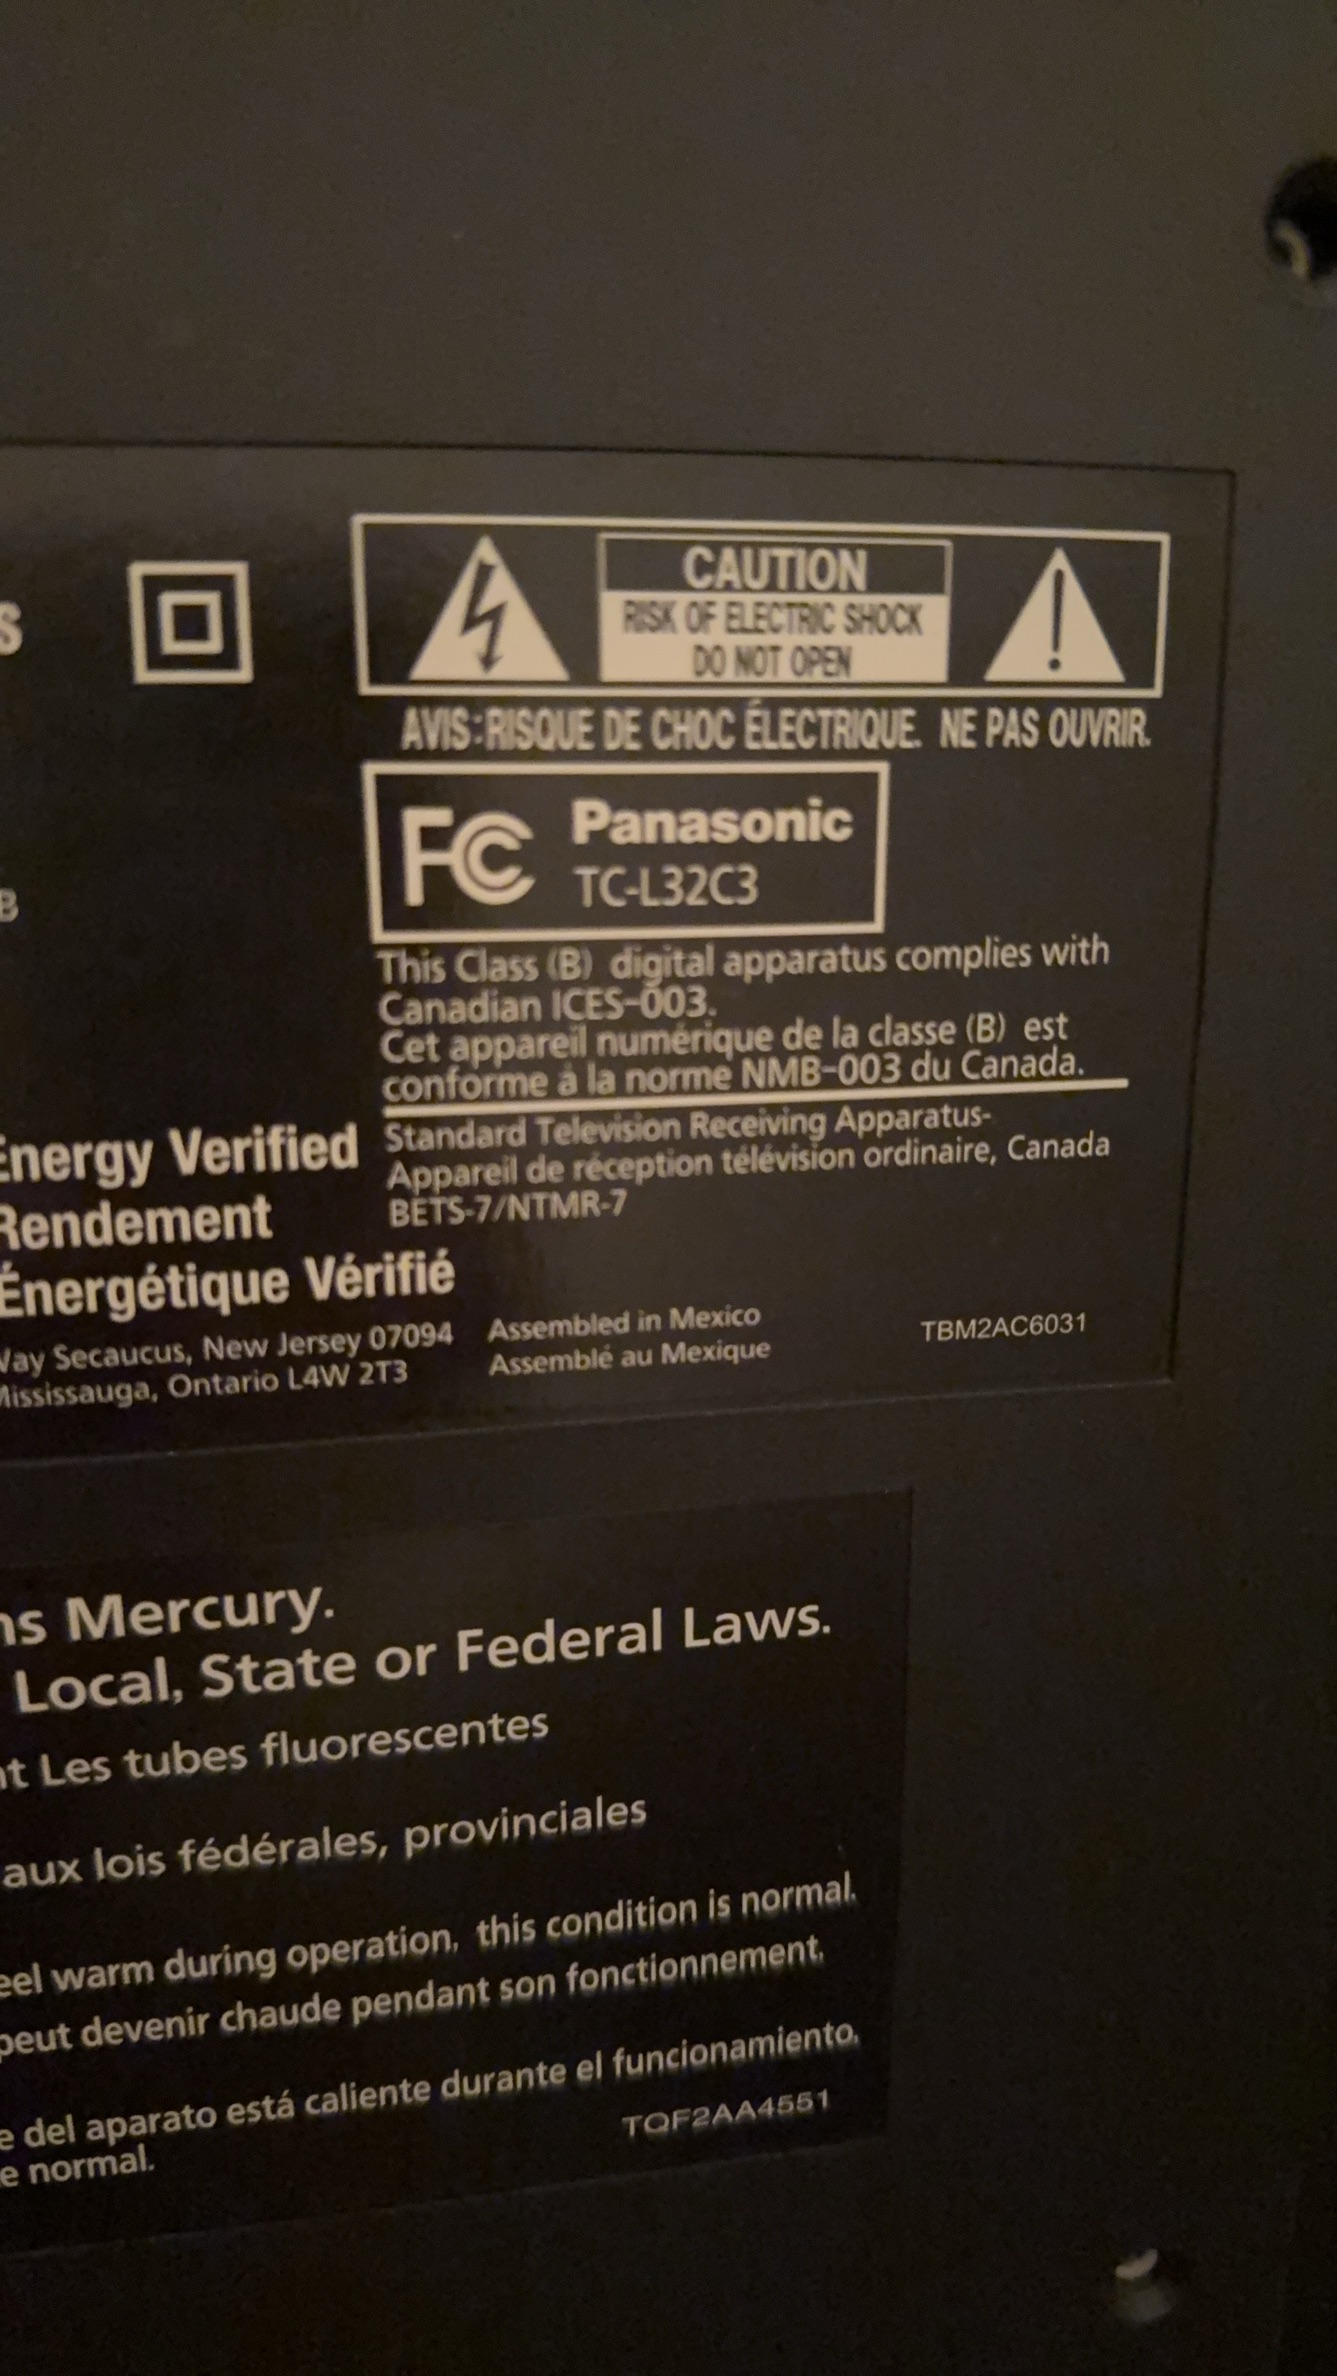 S
CAUTION
RISK OF ELECTRIC SHOCK
DO NOT OPEN
AVIS:RISQUE DE CHOC ÉLECTRIQUE. NE PAS OUVRIR.
FC Panasonic
TC-L32C3
B
This Class (B) digital apparatus complies with
Canadian ICES-003.
Cet appareil numérique de la classe (B) est
conforme à la norme NMB-003 du Canada.
Energy Verified
Rendement
Énergétique Vérifié
Standard Television Receiving Apparatus-
Appareil de réception télévision ordinaire, Canada
BETS-7/NTMR-7
Way Secaucus, New Jersey 07094
Mississauga, Ontario L4W 2T3
Assembled in Mexico
Assemblé au Mexique
TBM2AC6031
ns Mercury.
Local, State or Federal Laws.
nt Les tubes fluorescentes
aux lois fédérales, provinciales
eel warm during operation, this condition is normal.
peut devenir chaude pendant son fonctionnement.
e del aparato está caliente durante el funcionamiento,
e normal.
TQF2AA4551